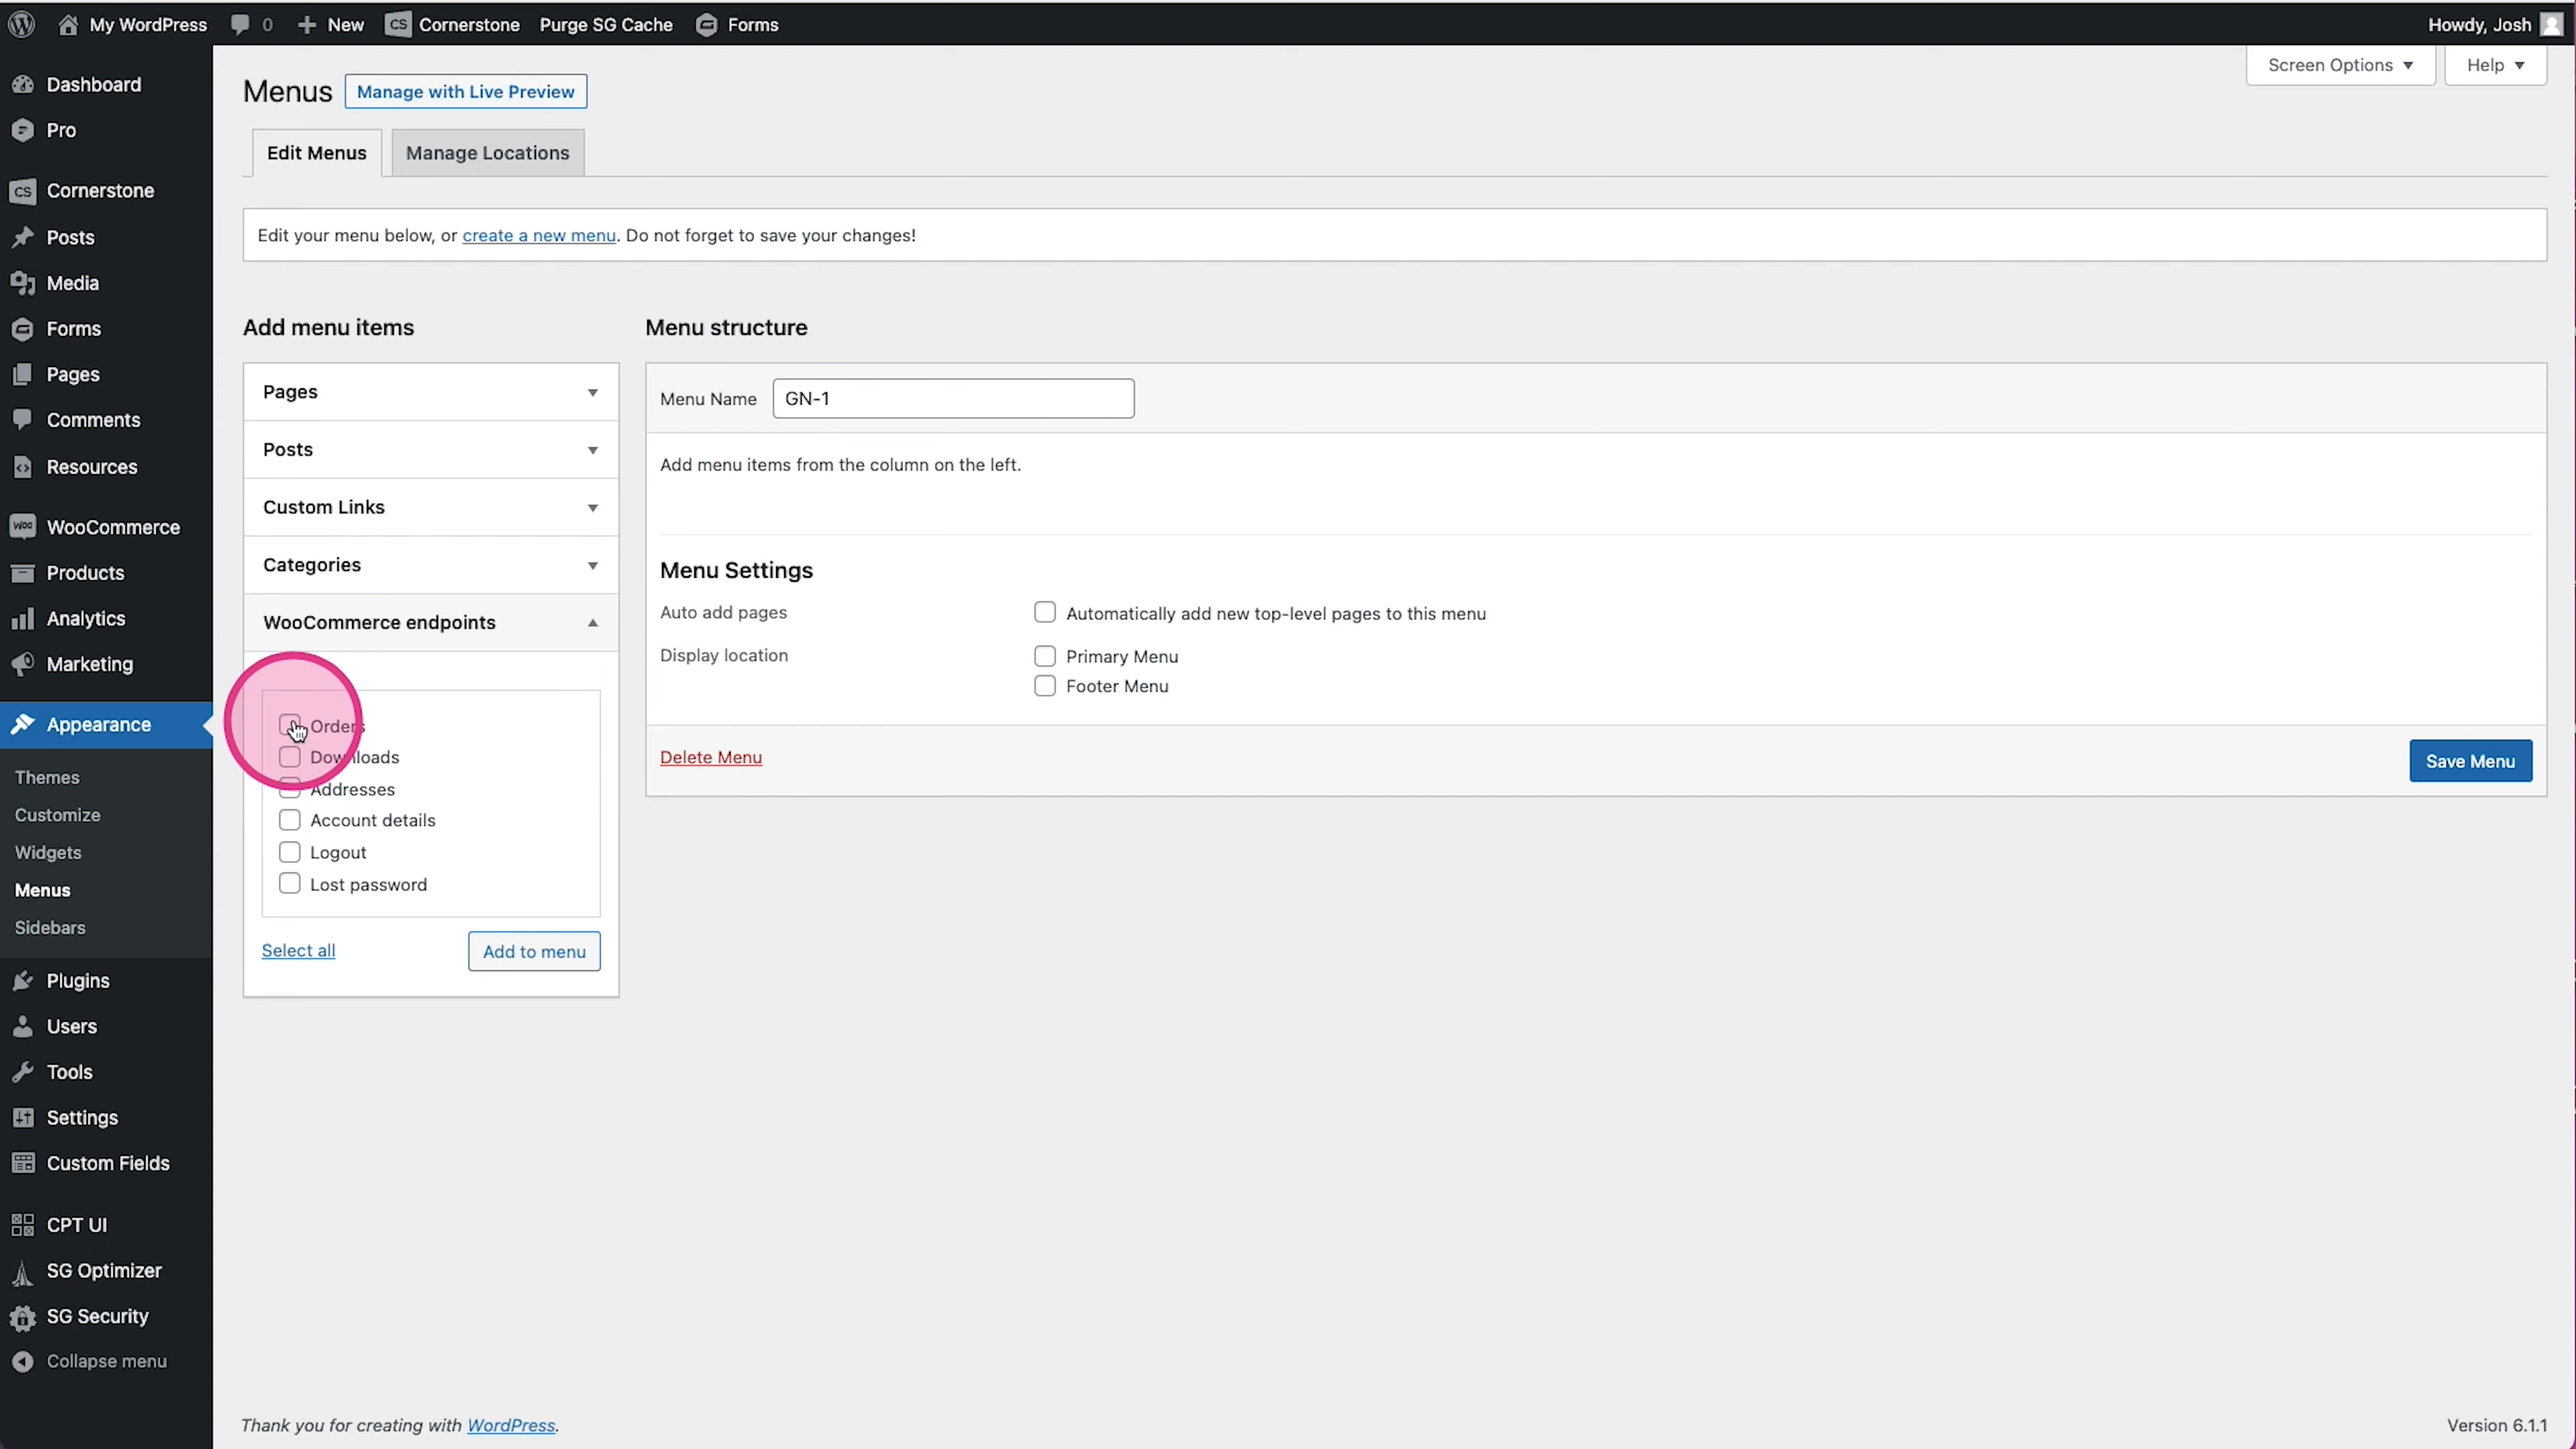 My WordPress 0 New CS Cornerstone Purge SG Cache Forms Howdy, Josh
Screen Options Help
Dashboard
Pro
CS Cornerstone
Posts
Media
Forms
Pages
Comments
Resources
Woo WooCommerce
Products
Analytics
Marketing
Appearance
Themes
Customize
Widgets
Menus
Sidebars
Plugins
Users
Tools
Settings
Custom Fields
CPT UI
SG Optimizer
SG Security
Collapse menu
Menus Manage with Live Preview
Edit Menus Manage Locations
Edit your menu below, or create a new menu. Do not forget to save your changes!
Add menu items
Pages
Posts
Custom Links
Categories
WooCommerce endpoints
Orders
Downloads
Addresses
Account details
Logout
Lost password
Select all Add to menu
Menu structure
Menu Name GN-1
Add menu items from the column on the left.
Menu Settings
Auto add pages Automatically add new top-level pages to this menu
Display location Primary Menu
Footer Menu
Delete Menu Save Menu
Thank you for creating with WordPress. Version 6.1.1